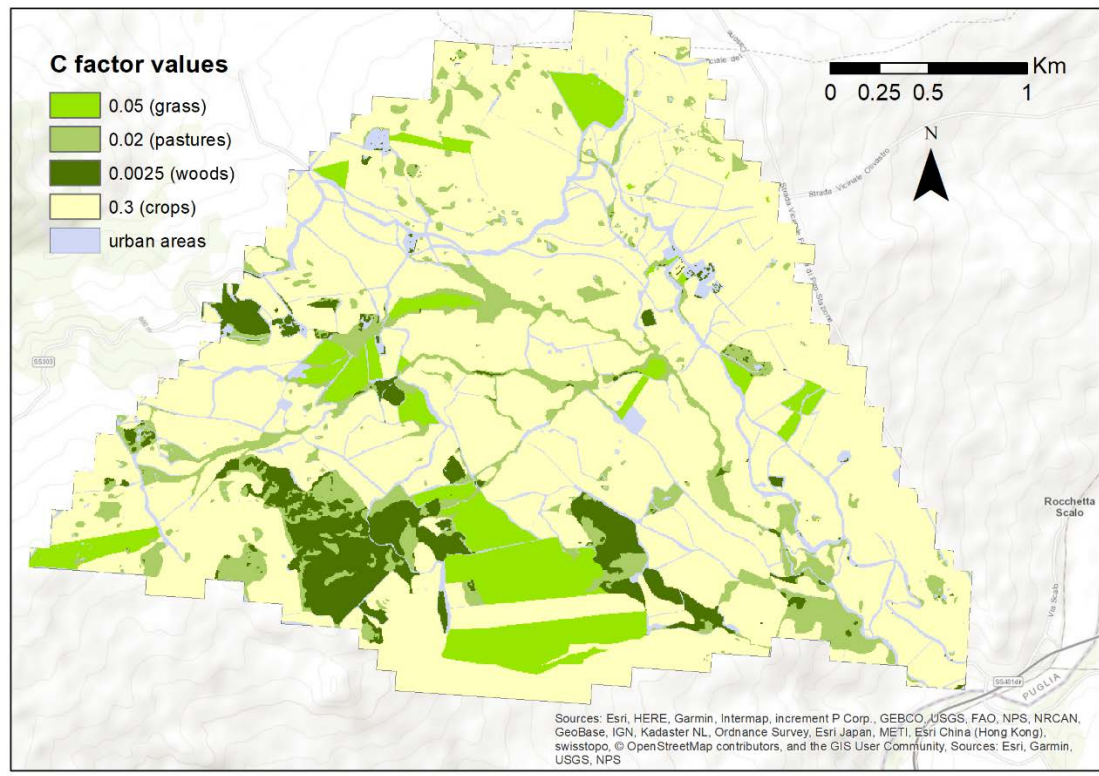 C factor values
0.05 (grass)
0.02 (pastures)
0.0025 (woods)
0.3 (crops)
urban areas
Km
0 0.25 0.5 1
N
Strada Vicinale Olivastro
SS303
Rocchetta
Scalo
Via Scalo
SS401dir
PUGLIA
Sources: Esri, HERE, Garmin, Intermap, increment P Corp., GEBCO, USGS, FAO, NPS, NRCAN,
GeoBase, IGN, Kadaster NL, Ordnance Survey, Esri Japan, METI, Esri China (Hong Kong),
swisstopo, © OpenStreetMap contributors, and the GIS User Community, Sources: Esri, Garmin,
USGS, NPS